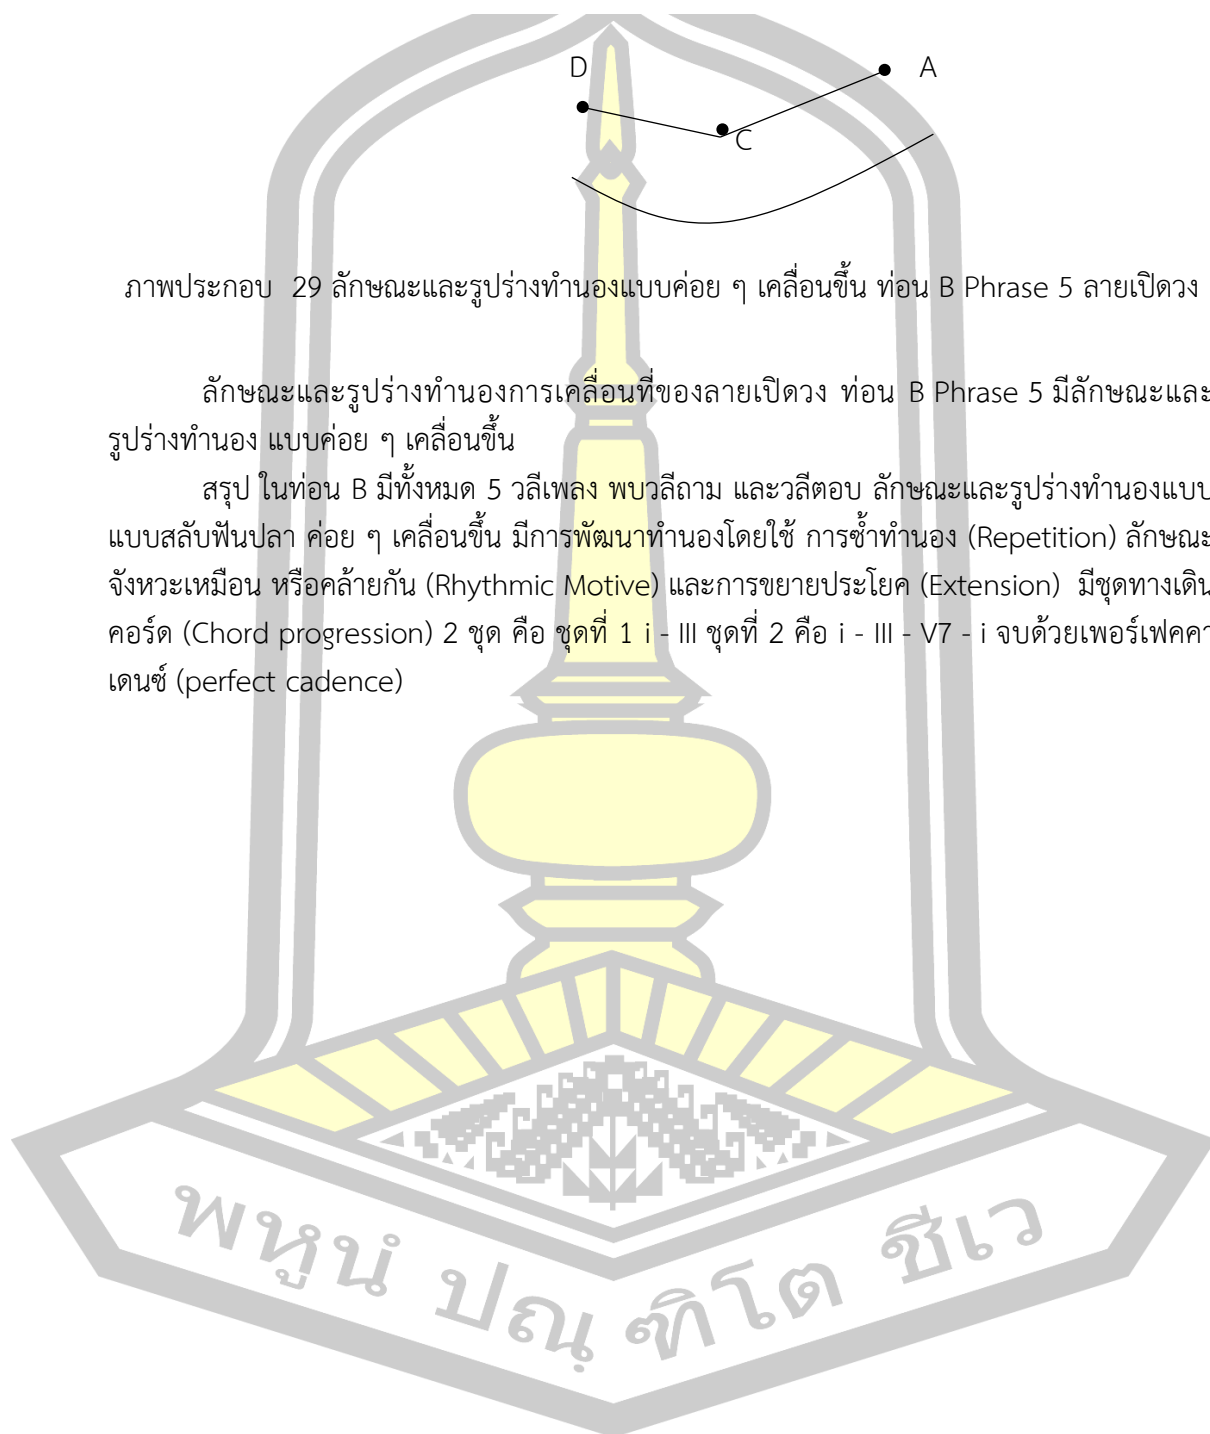 D
A
C
ภาพประกอบ 29 ลักษณะและรูปร่างทำนองแบบค่อย ๆ เคลื่อนขึ้น ท่อน B Phrase 5 ลายเปิดวง
ลักษณะและรูปร่างทำนองการเคลื่อนที่ของลายเปิดวง ท่อน B Phrase 5 มีลักษณะและ
รูปร่างทำนอง แบบค่อย ๆ เคลื่อนขึ้น
สรุป ในท่อน B มีทั้งหมด 5 วลีเพลง พบวลีถาม และวลีตอบ ลักษณะและรูปร่างทำนองแบบ
แบบสลับฟันปลา ค่อย ๆ เคลื่อนขึ้น มีการพัฒนาทำนองโดยใช้ การซ้ำทำนอง (Repetition) ลักษณะ
จังหวะเหมือน หรือคล้ายกัน (Rhythmic Motive) และการขยายประโยค (Extension) มีชุดทางเดิน
คอร์ด (Chord progression) 2 ชุด คือ ชุดที่ 1 i - III ชุดที่ 2 คือ i - III - V7 - i จบด้วยเพอร์เฟคคา
เดนซ์ (perfect cadence)
พหูนํ ปณฺฑิโต ชีเว